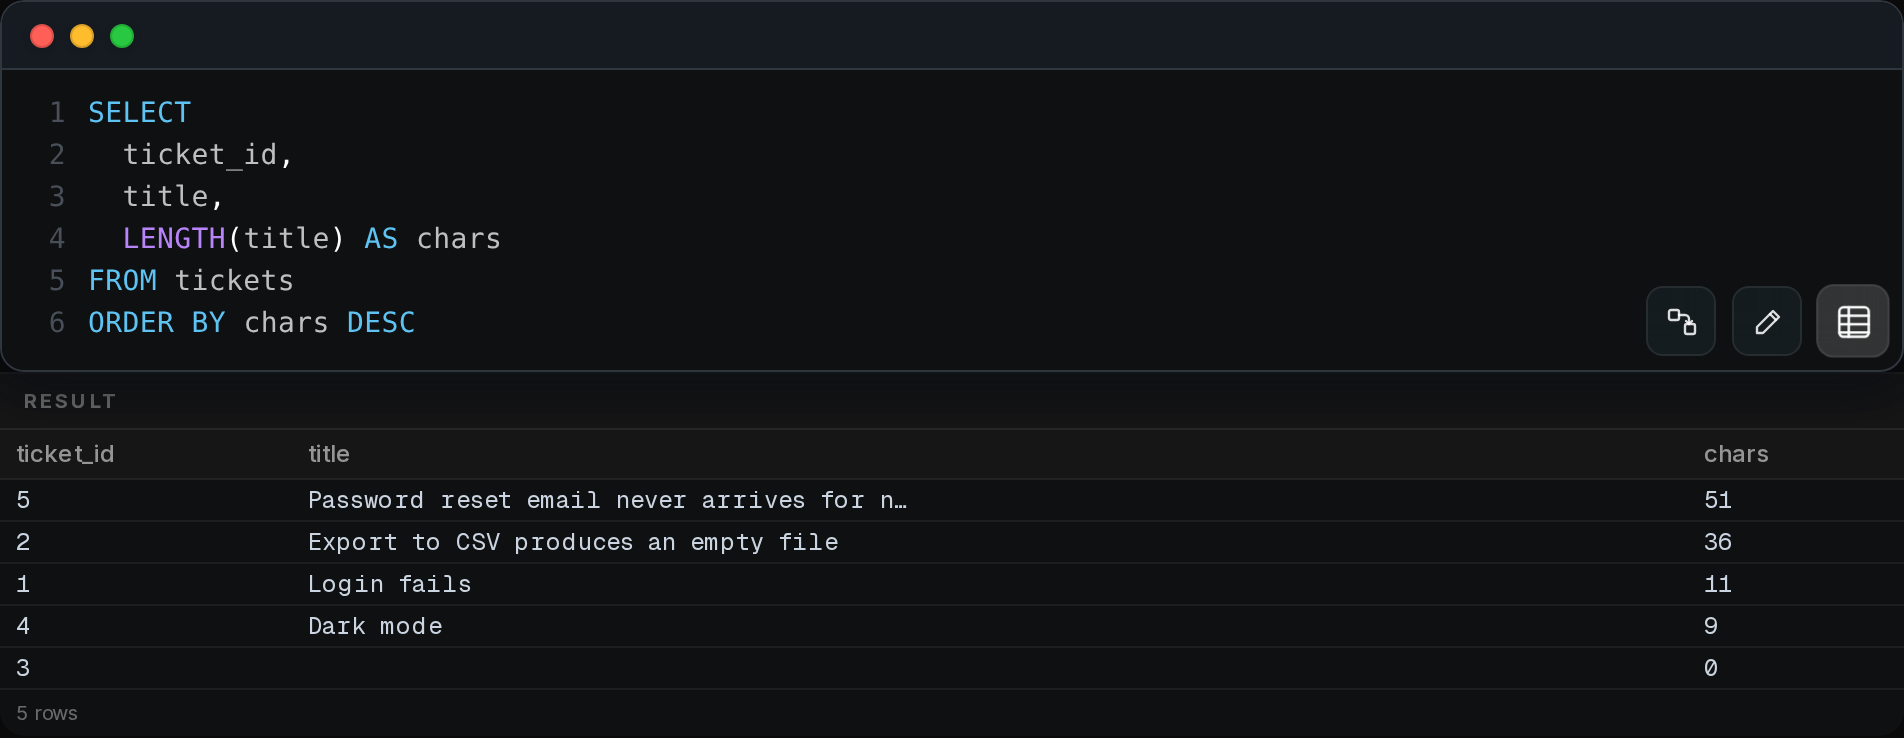 1 SELECT
2   ticket_id,
3   title,
4   LENGTH(title) AS chars
5 FROM tickets
6 ORDER BY chars DESC
RESULT
ticket_id title chars
5 Password reset email never arrives for n… 51
2 Export to CSV produces an empty file 36
1 Login fails 11
4 Dark mode 9
3 0
5 rows